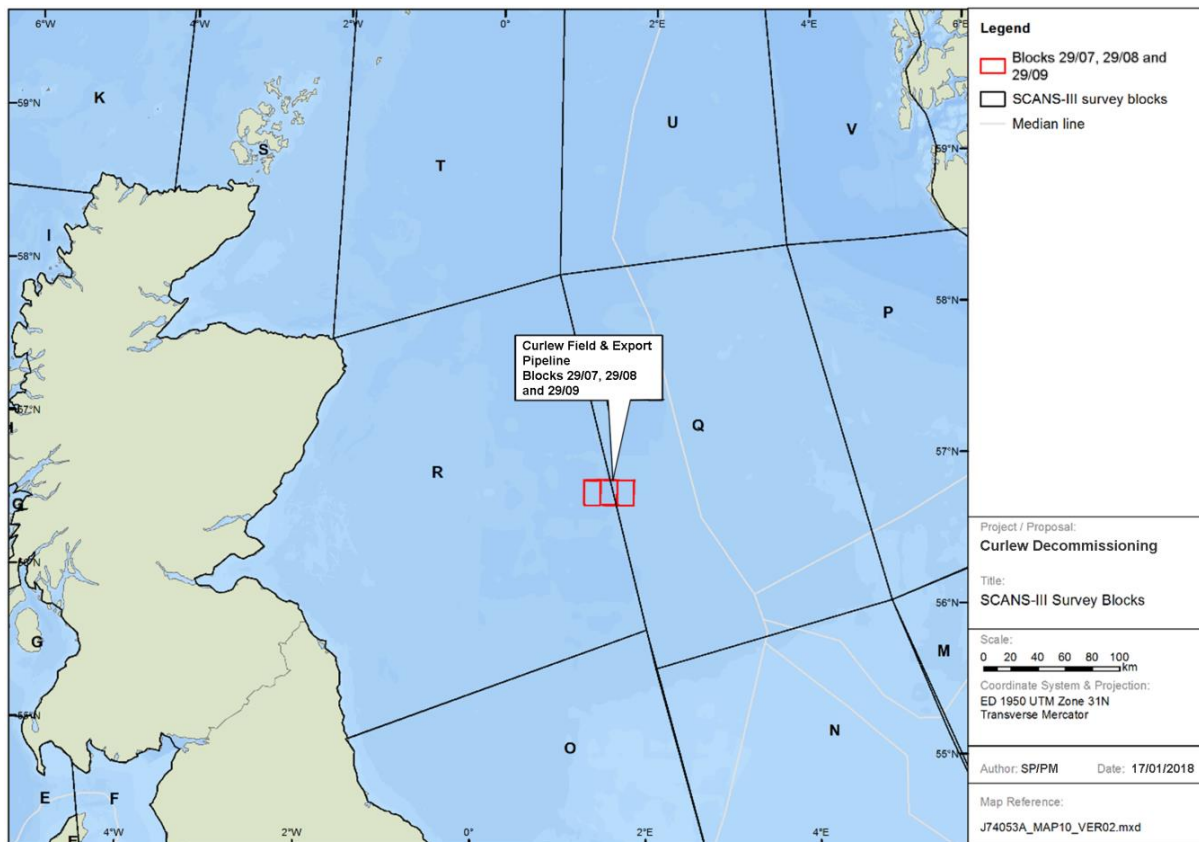 6°W
4°W
2°W
0°
2°E
4°E
6°E
59°N
58°N
57°N
56°N
55°N
59°N
58°N
57°N
56°N
55°N
4°W
2°W
0°
2°E
4°E
K
S
T
U
V
I
P
Q
R
G
G
M
N
O
E
F
Curlew Field & Export
Pipeline
Blocks 29/07, 29/08
and 29/09
Legend
Blocks 29/07, 29/08 and
29/09
SCANS-III survey blocks
Median line
Project / Proposal:
Curlew Decommissioning
Title:
SCANS-III Survey Blocks
Scale:
0 20 40 60 80 100
km
Coordinate System & Projection:
ED 1950 UTM Zone 31N
Transverse Mercator
Author: SP/PM Date: 17/01/2018
Map Reference:
J74053A_MAP10_VER02.mxd